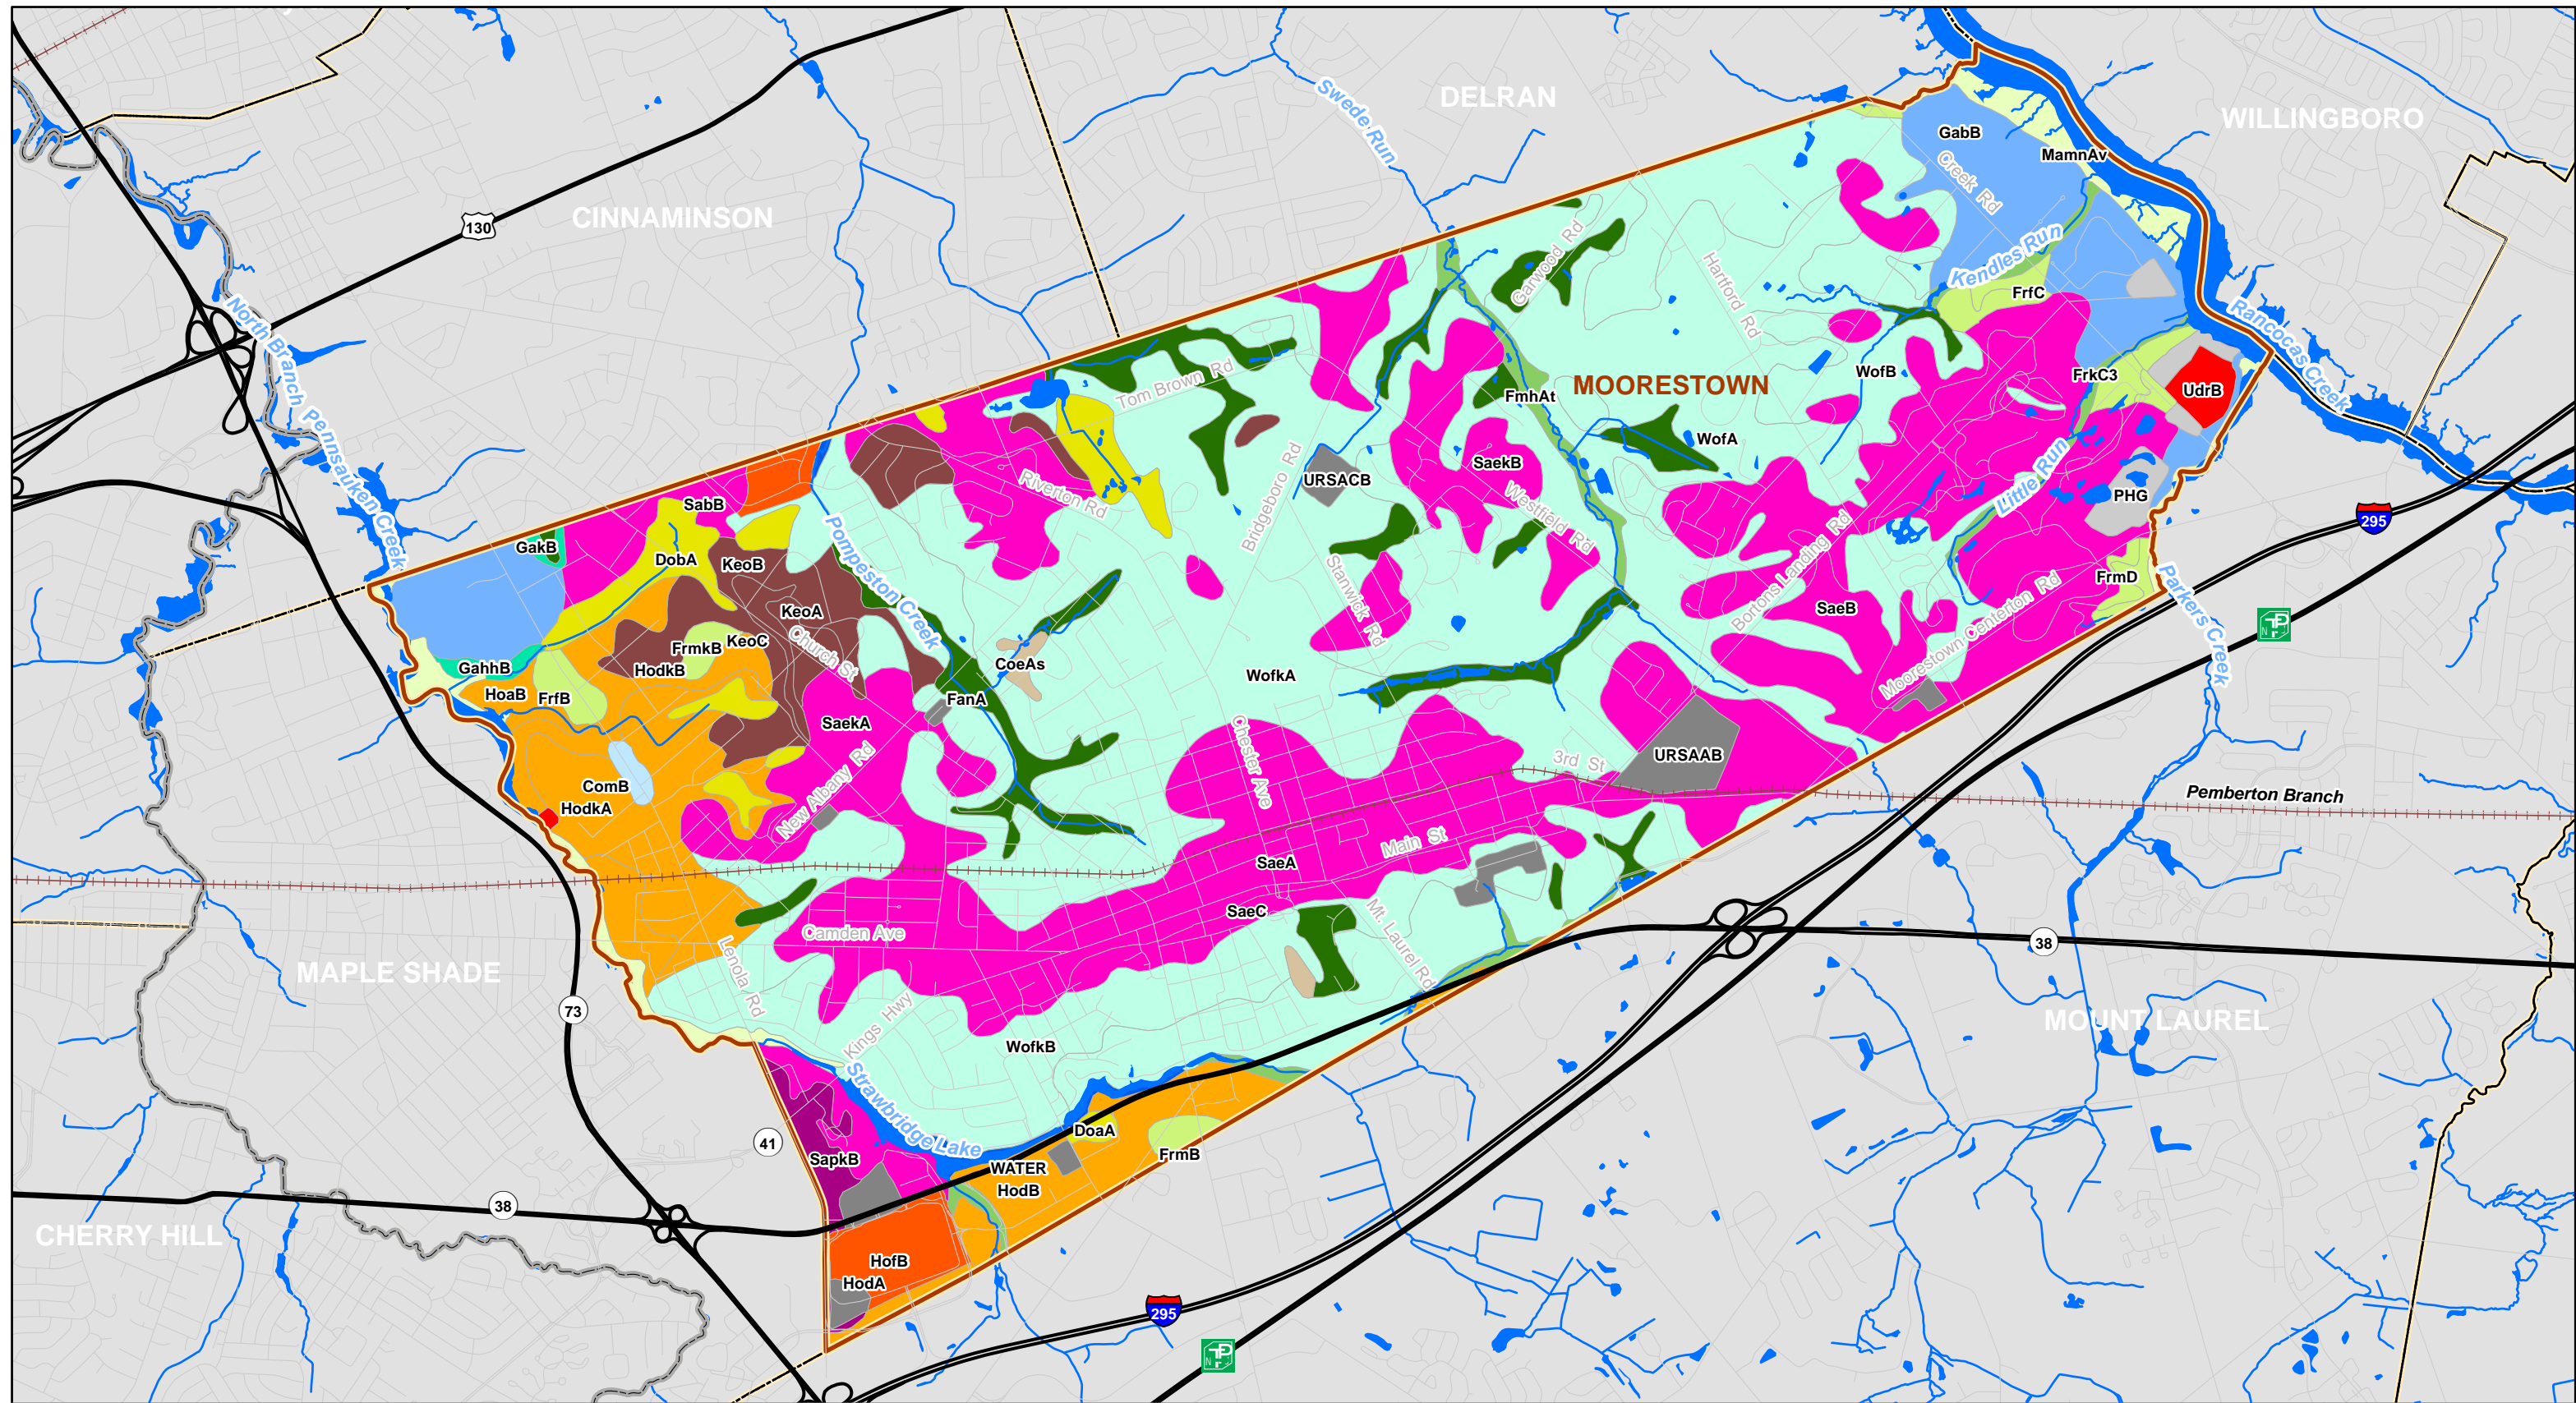 DELRAN
WILLINGBORO
Swede Run
GabB
MamnAv
Creek Rd
CINNAMINSON
130
Garwood Rd
Hartford Rd
Kendles Run
FrfC
North Branch Pennsauken Creek
Rancocas Creek
Tom Brown Rd
WofB
FrkC3
MOORESTOWN
UdrB
FmhAt
WofA
SaekB
URSACB
Bridgeboro Rd
Riverton Rd
Westfield Rd
Little Run
PHG
SabB
295
Pompeston Creek
GakB
DobA
KeoB
Bortons Landing Rd
Stanwick Rd
FrmD
Parkers Creek
KeoA
SaeB
NTP
Church St
FrmkB
KeoC
Moorestown-Centerton Rd
GahhB
HodkB
CoeAs
WofkA
HoaB
FrfB
FanA
SaekA
Chester Ave
URSAAB
3rd St
New Albany Rd
ComB
HodkA
Pemberton Branch
Main St
SaeA
SaeC
Camden Ave
Mt. Laurel Rd
38
MAPLE SHADE
Lenola Rd
73
Kings Hwy
MOUNT LAUREL
WofkB
Strawbridge Lake
41
DoaA
SapkB
FrmB
WATER
HodB
38
CHERRY HILL
HofB
HodA
295
NTP